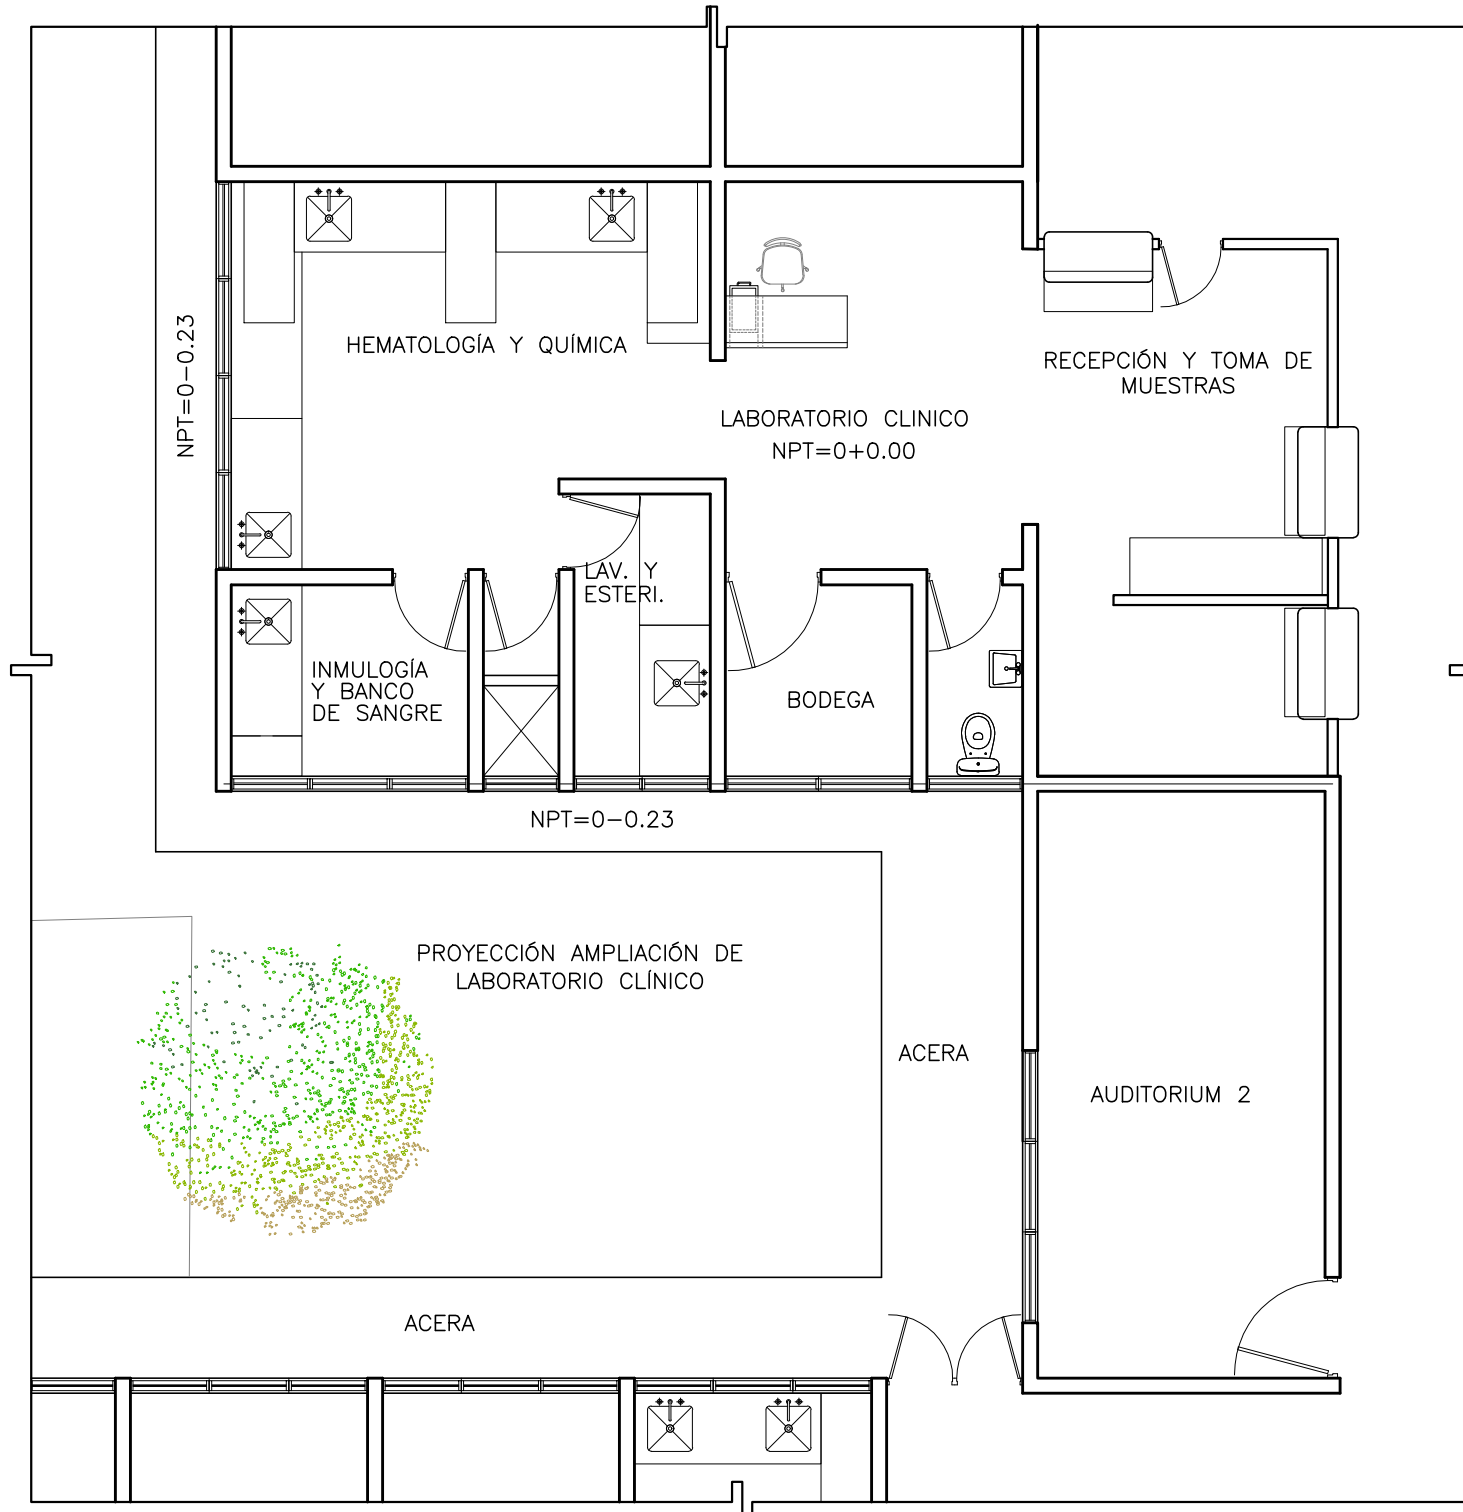 NPT=0-0.23
HEMATOLOGÍA Y QUÍMICA
RECEPCIÓN Y TOMA DE
MUESTRAS
LABORATORIO CLINICO
NPT=0+0.00
LAV. Y
ESTERI.
INMULOGÍA
Y BANCO
DE SANGRE
BODEGA
NPT=0-0.23
PROYECCIÓN AMPLIACIÓN DE
LABORATORIO CLÍNICO
ACERA
AUDITORIUM 2
ACERA